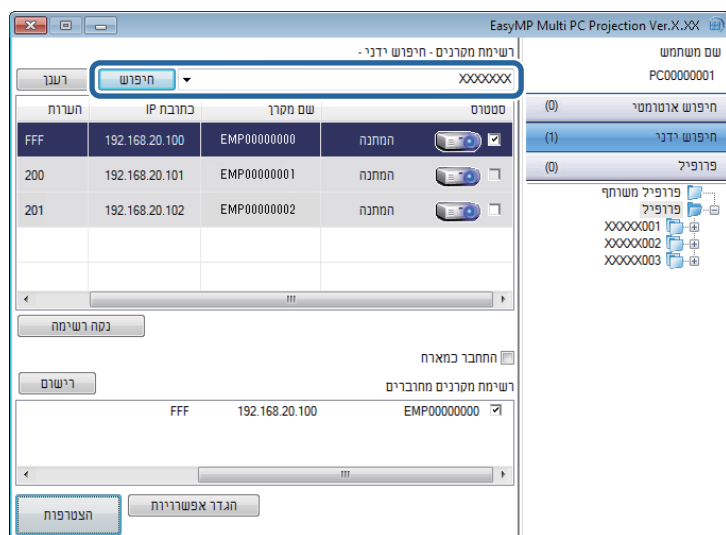 EasyMP Multi PC Projection Ver.X.XX
שם משתמש
PC00000001
חיפוש אוטומטי (0)
חיפוש ידני (1)
פרופיל (0)
פרופיל משותף
פרופיל
XXXXX001
XXXXX002
XXXXX003
רשימת מקרנים - חיפוש ידני -
XXXXXXX חיפוש רענן
סטטוס שם מקרן כתובת IP הערות
המתנה EMP00000000 192.168.20.100 FFF
המתנה EMP00000001 192.168.20.101 200
המתנה EMP00000002 192.168.20.102 201
נקה רשימה
התחבר כמארח
רשימת מקרנים מחוברים רישום
EMP00000000 192.168.20.100 FFF
הגדר אפשרויות
הצטרפות